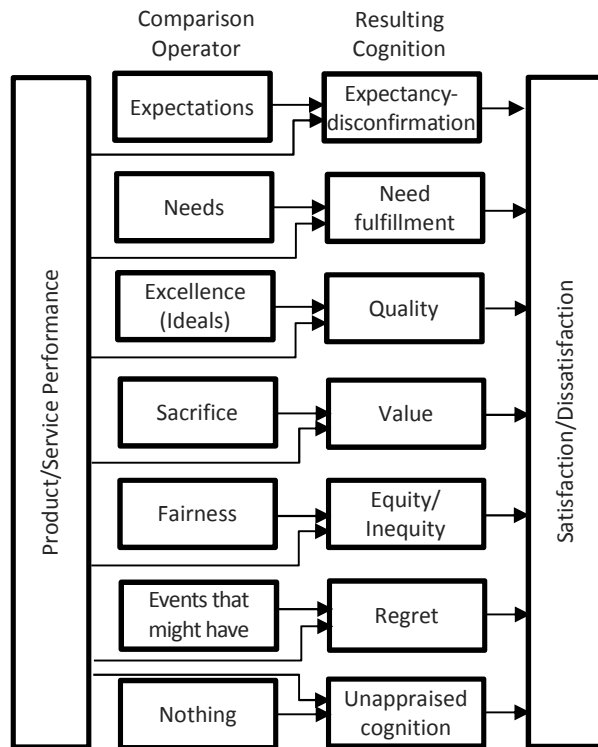 Comparison
Operator
Resulting
Cognition
Product/Service Performance
Expectations
Expectancy-
disconfirmation
Needs
Need
fulfillment
Excellence
(Ideals)
Quality
Sacrifice
Value
Fairness
Equity/
Inequity
Events that
might have
Regret
Nothing
Unappraised
cognition
Satisfaction/Dissatisfaction